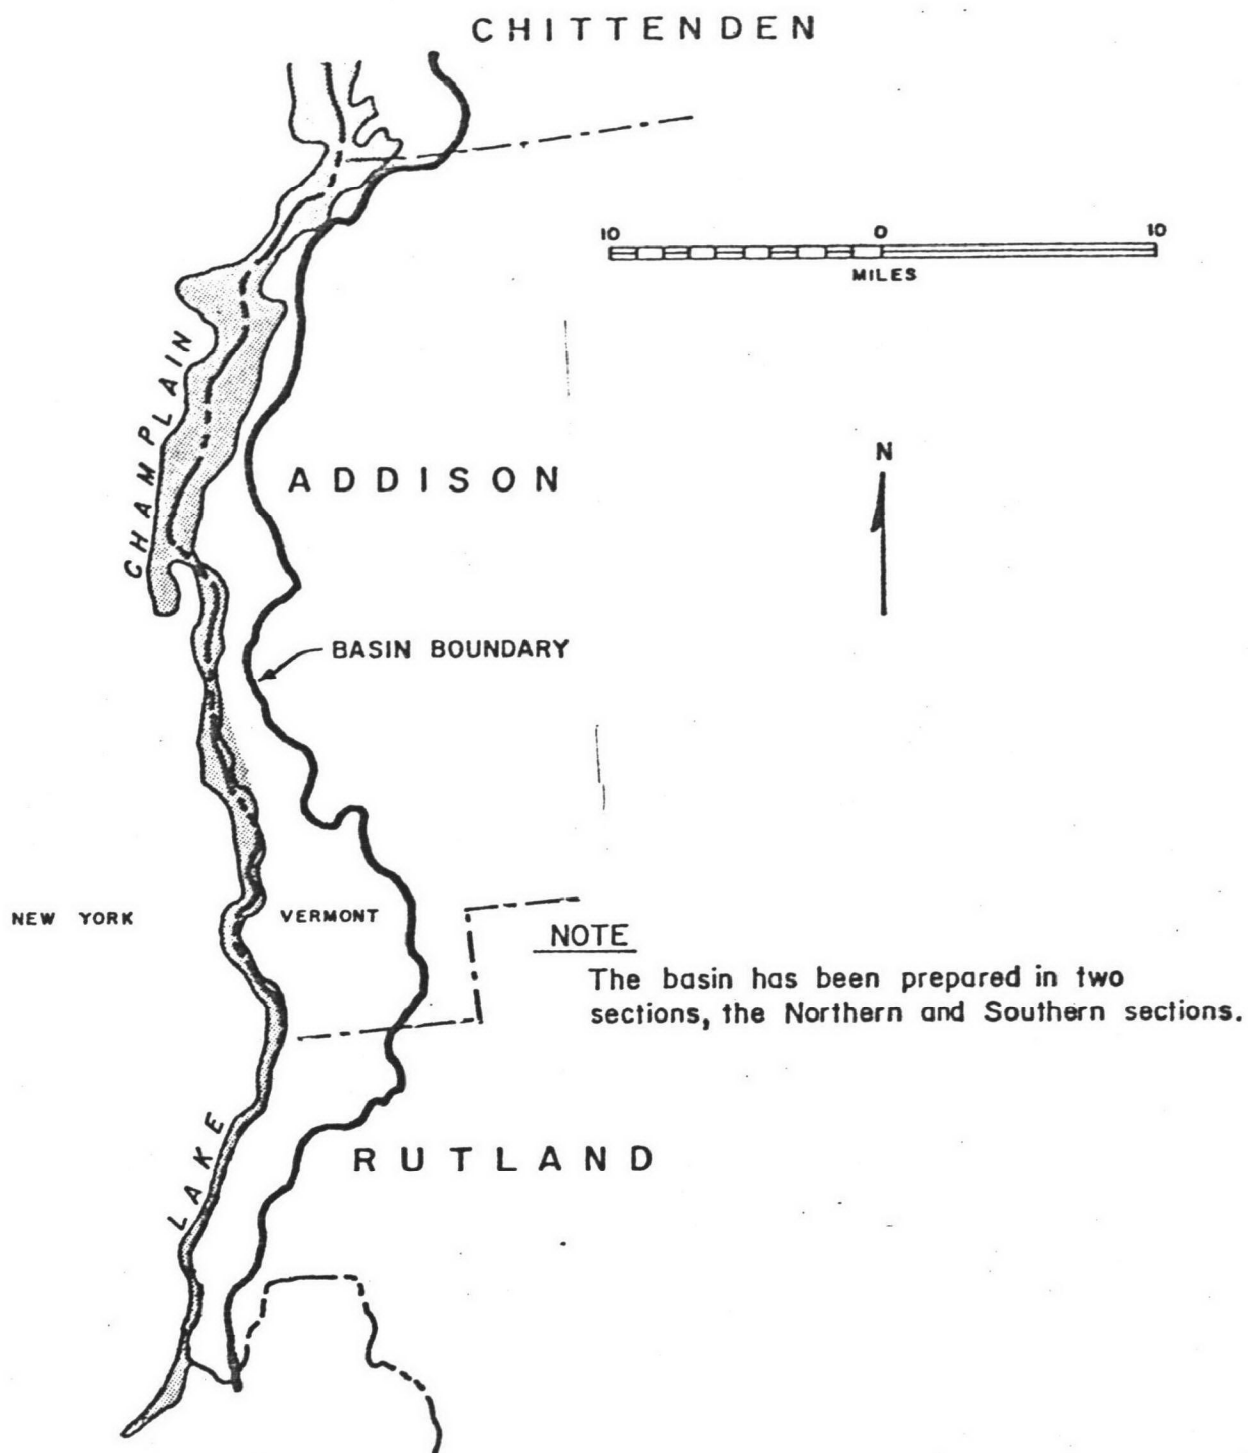 CHITTENDEN
10 0 10
MILES
CHAMPLAIN
N
ADDISON
BASIN BOUNDARY
NEW YORK
VERMONT
NOTE
The basin has been prepared in two
sections, the Northern and Southern sections.
LAKE
RUTLAND